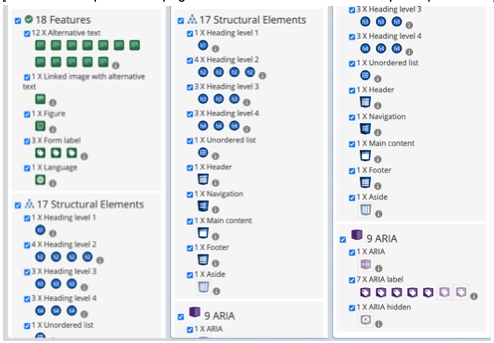 18 Features
12 X Alternative text
1 X Linked image with alternative
text
1 X Figure
3 X Form label
1 X Language
17 Structural Elements
1 X Heading level 1
4 X Heading level 2
3 X Heading level 3
3 X Heading level 4
1 X Unordered list
17 Structural Elements
1 X Heading level 1
4 X Heading level 2
3 X Heading level 3
3 X Heading level 4
1 X Unordered list
1 X Header
1 X Navigation
1 X Main content
1 X Footer
1 X Aside
9 ARIA
1 X ARIA
3 X Heading level 3
3 X Heading level 4
1 X Unordered list
1 X Header
1 X Navigation
1 X Main content
1 X Footer
1 X Aside
9 ARIA
1 X ARIA
7 X ARIA label
1 X ARIA hidden